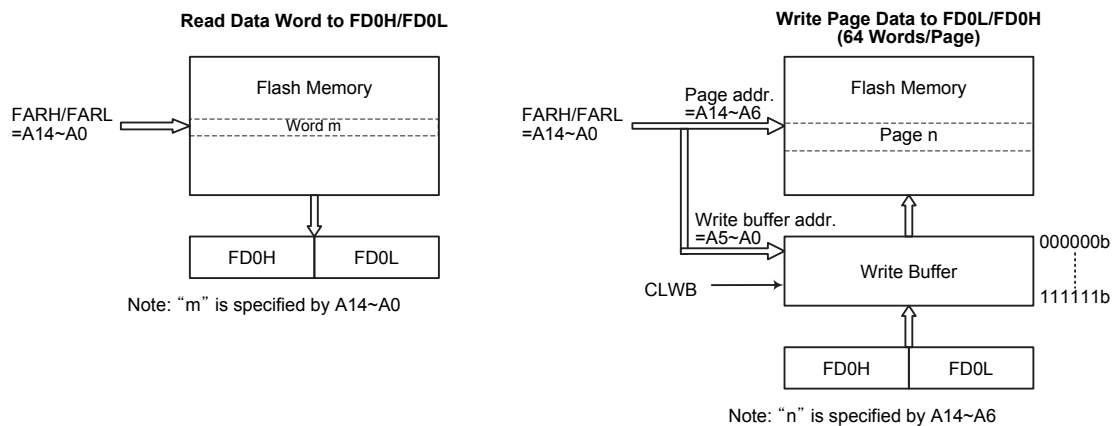 Read Data Word to FD0H/FD0L
Flash Memory
FARH/FARL
=A14~A0
Word m
FD0H
FD0L
Note: “m” is specified by A14~A0
Write Page Data to FD0L/FD0H
(64 Words/Page)
Flash Memory
Page addr.
=A14~A6
FARH/FARL
=A14~A0
Page n
Write buffer addr.
=A5~A0
000000b
Write Buffer
CLWB
111111b
FD0H
FD0L
Note: “n” is specified by A14~A6